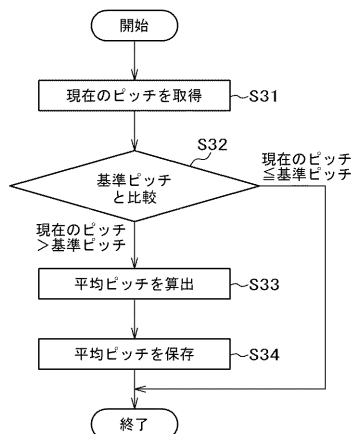 開始
現在のピッチを取得
S31
S32
基準ピッチ
と比較
現在のピッチ
≦基準ピッチ
現在のピッチ
>基準ピッチ
平均ピッチを算出
S33
平均ピッチを保存
S34
終了